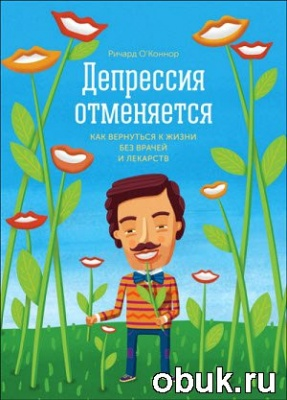 Ричард О'Коннор
Депрессия
отменяется
КАК ВЕРНУТЬСЯ К ЖИЗНИ
БЕЗ ВРАЧЕЙ
И ЛЕКАРСТВ
obuk.ru